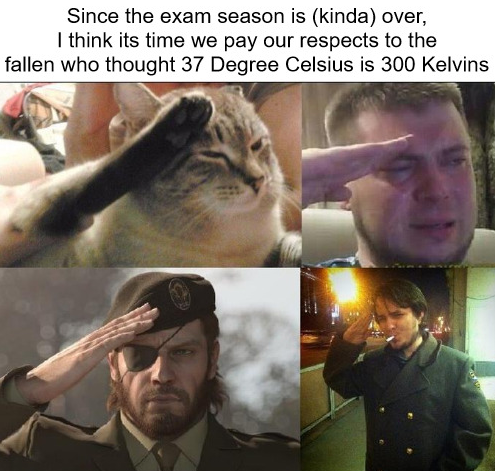 Since the exam season is (kinda) over,
I think its time we pay our respects to the
fallen who thought 37 Degree Celsius is 300 Kelvins